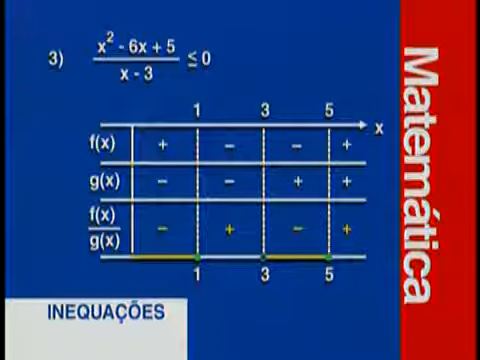 3) x² - 6x + 5 ≤ 0
x - 3
1 3 5
x
f(x) + - - +
g(x) - - + +
f(x) - + - +
g(x)
1 3 5
INEQUAÇÕES
Matemática